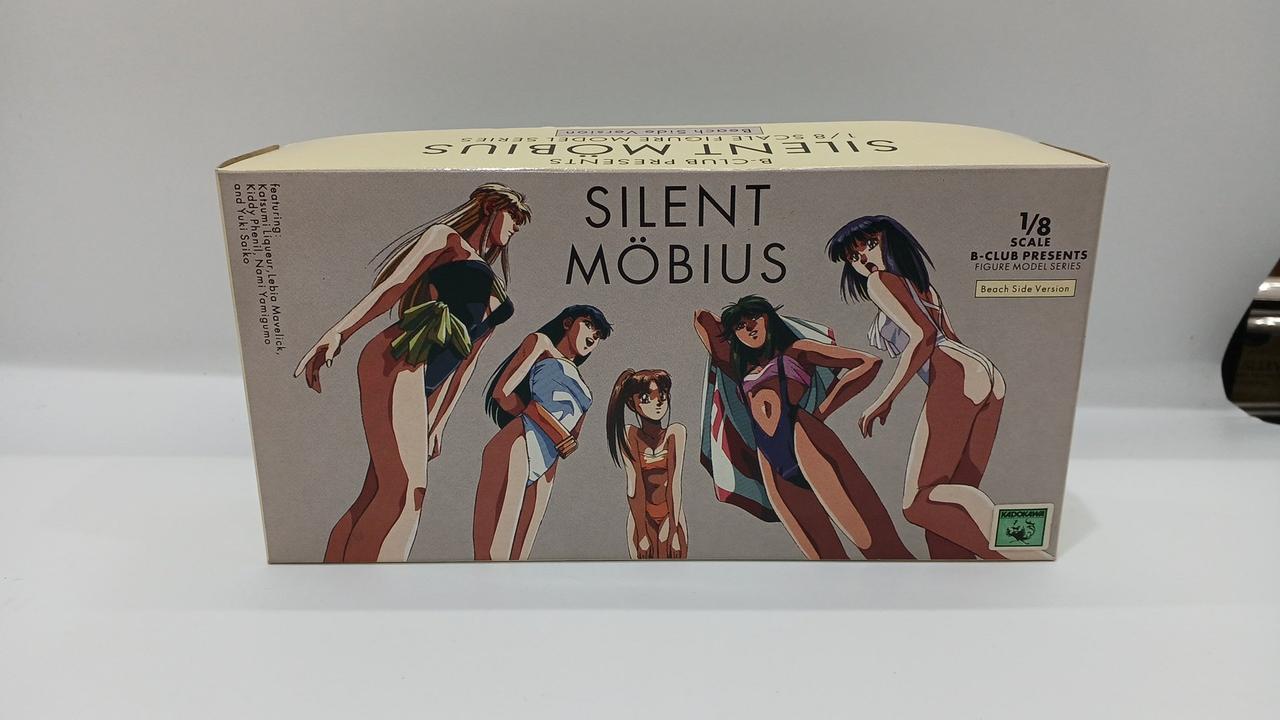 B-CLUB PRESENTS
SILENT MÖBIUS
1/8 SCALE FIGURE MODEL SERIES
Beach Side Version
SILENT
MÖBIUS
featuring:
Katsumi Liqueur, Lebia Mavelick,
Kiddy Phenil, Nami Yamigumo
and Yuki Saiko
1/8
SCALE
B-CLUB PRESENTS
FIGURE MODEL SERIES
Beach Side Version
KADOKAWA